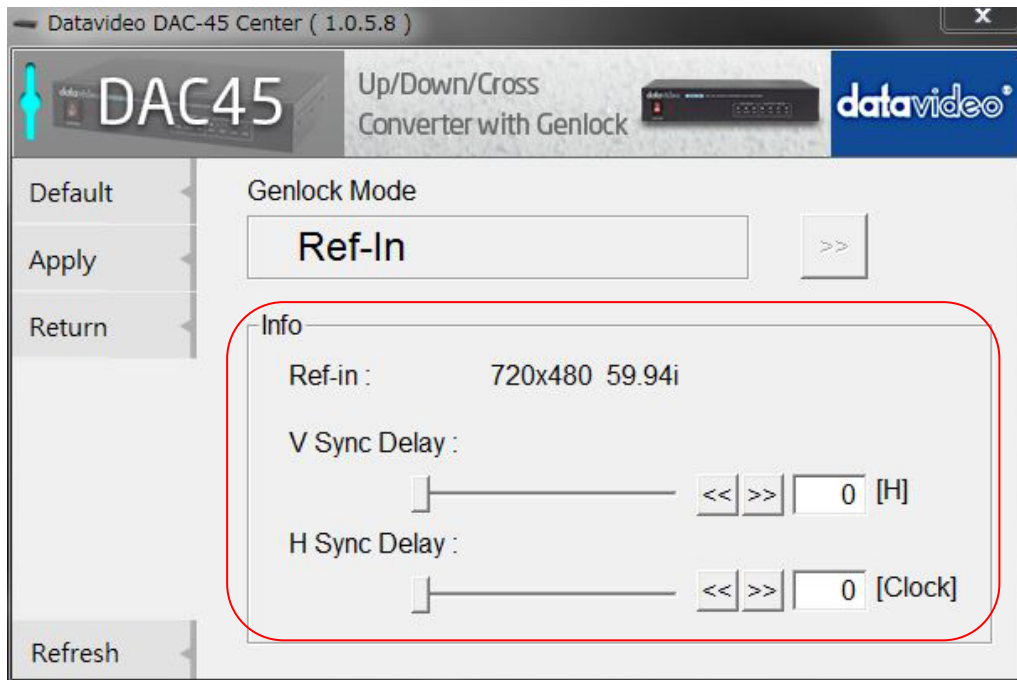 Datavideo DAC-45 Center ( 1.0.5.8 )
x
DAC45
Up/Down/Cross
Converter with Genlock
datavideo
Default
Apply
Return
Refresh
Genlock Mode
Ref-In
>>
Info
Ref-in : 720x480 59.94i
V Sync Delay :
<< >> 0 [H]
H Sync Delay :
<< >> 0 [Clock]